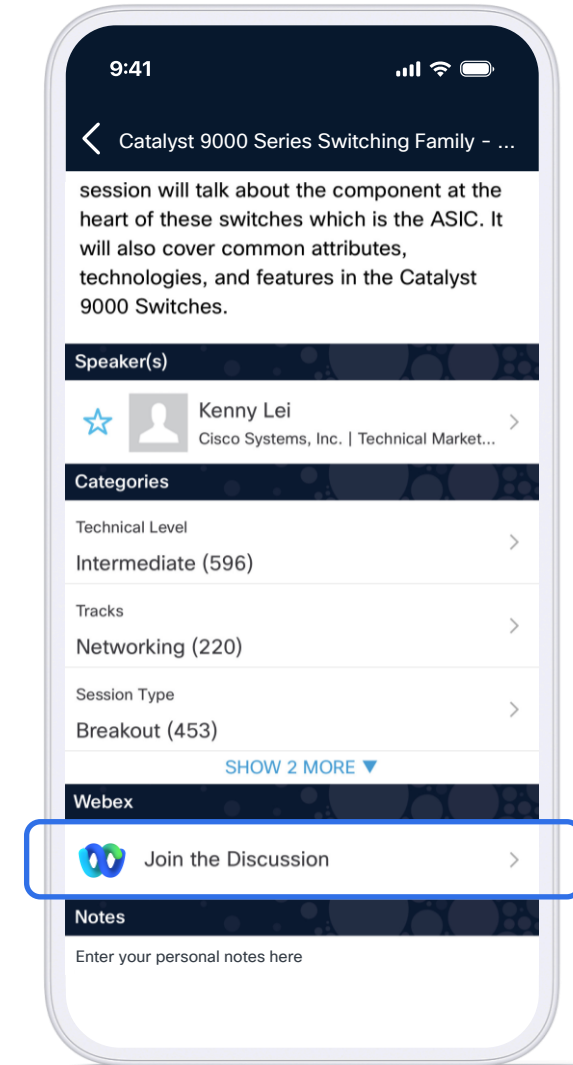 9:41
Catalyst 9000 Series Switching Family - ...
session will talk about the component at the
heart of these switches which is the ASIC. It
will also cover common attributes,
technologies, and features in the Catalyst
9000 Switches.
Speaker(s)
Kenny Lei
Cisco Systems, Inc. | Technical Market...
Categories
Technical Level
Intermediate (596)
Tracks
Networking (220)
Session Type
Breakout (453)
SHOW 2 MORE ▼
Webex
Join the Discussion
Notes
Enter your personal notes here